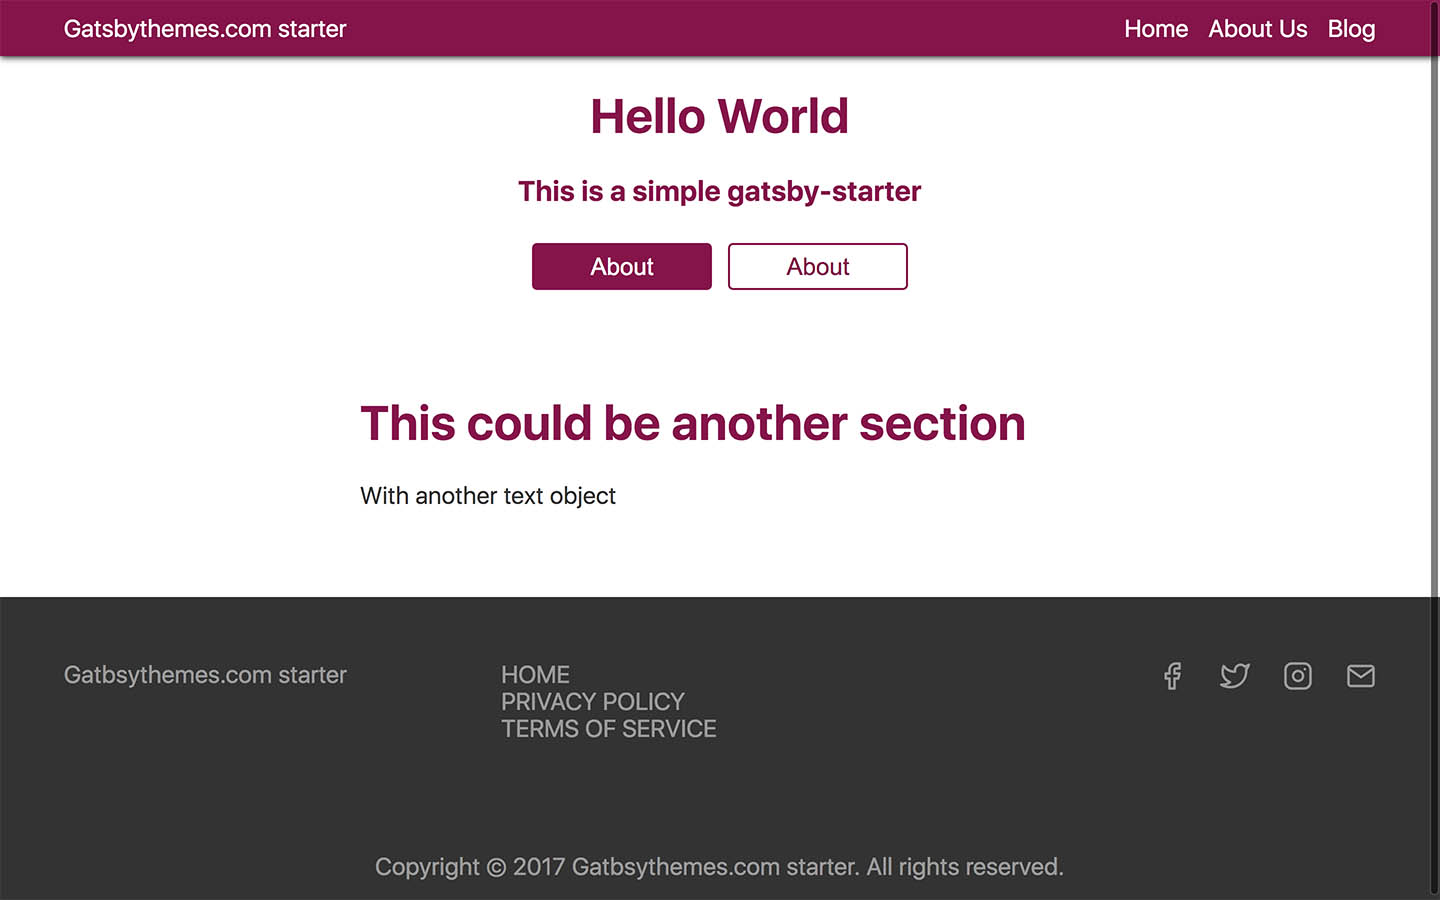 Gatsbythemes.com starter
Home About Us Blog
Hello World
This is a simple gatsby-starter
About About
This could be another section
With another text object
Gatbsythemes.com starter
HOME
PRIVACY POLICY
TERMS OF SERVICE
Copyright © 2017 Gatbsythemes.com starter. All rights reserved.